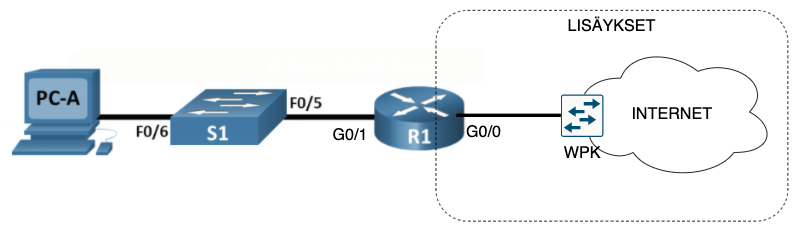 LISÄYKSET
PC-A
F0/6
S1
F0/5
G0/1
R1
G0/0
WPK
INTERNET